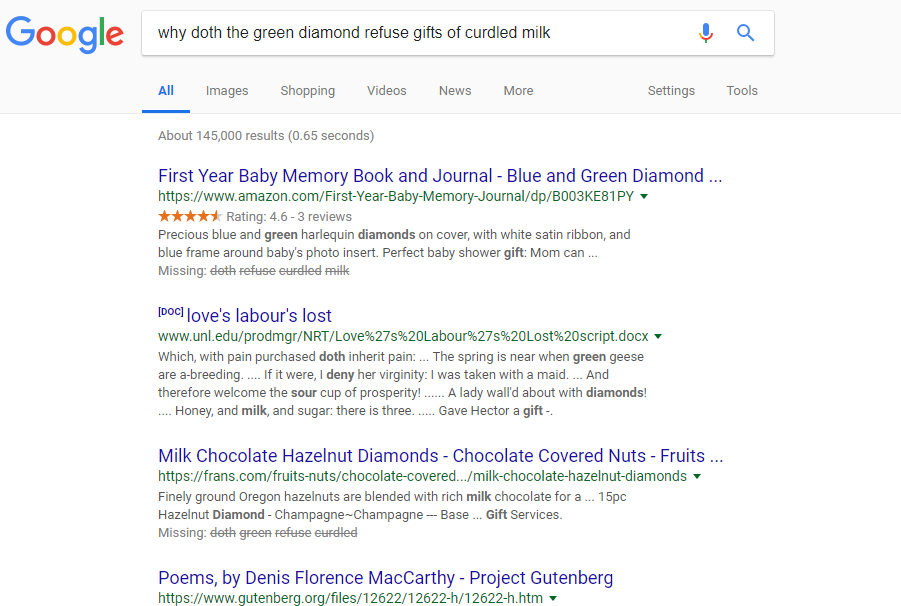 Google
why doth the green diamond refuse gifts of curdled milk
All Images Shopping Videos News More Settings Tools
About 145,000 results (0.65 seconds)
First Year Baby Memory Book and Journal - Blue and Green Diamond ...
https://www.amazon.com/First-Year-Baby-Memory-Journal/dp/B003KE81PY
Rating: 4.6 - 3 reviews
Precious blue and green harlequin diamonds on cover, with white satin ribbon, and
blue frame around baby's photo insert. Perfect baby shower gift: Mom can ...
Missing: doth refuse curdled milk
[DOC] love's labour's lost
www.unl.edu/prodmgr/NRT/Love%27s%20Labour%27s%20Lost%20script.docx
Which, with pain purchased doth inherit pain: ... The spring is near when green geese
are a-breeding. .... If it were, I deny her virginity: I was taken with a maid. ... And
therefore welcome the sour cup of prosperity! ...... A lady wall'd about with diamonds!
.... Honey, and milk, and sugar: there is three. ..... Gave Hector a gift -.
Milk Chocolate Hazelnut Diamonds - Chocolate Covered Nuts - Fruits ...
https://frans.com/fruits-nuts/chocolate-covered.../milk-chocolate-hazelnut-diamonds
Finely ground Oregon hazelnuts are blended with rich milk chocolate for a ... 15pc
Hazelnut Diamond - Champagne~Champagne --- Base ... Gift Services.
Missing: doth green refuse curdled
Poems, by Denis Florence MacCarthy - Project Gutenberg
https://www.gutenberg.org/files/12622/12622-h/12622-h.htm